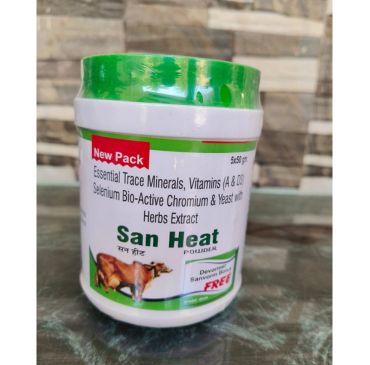 New Pack
5x50 gm
Essential Trace Minerals, Vitamins (A & D3)
Selenium Bio-Active Chromium & Yeast with
Herbs Extract
San Heat
सन हीट
POWDER
Dewormer
FREE